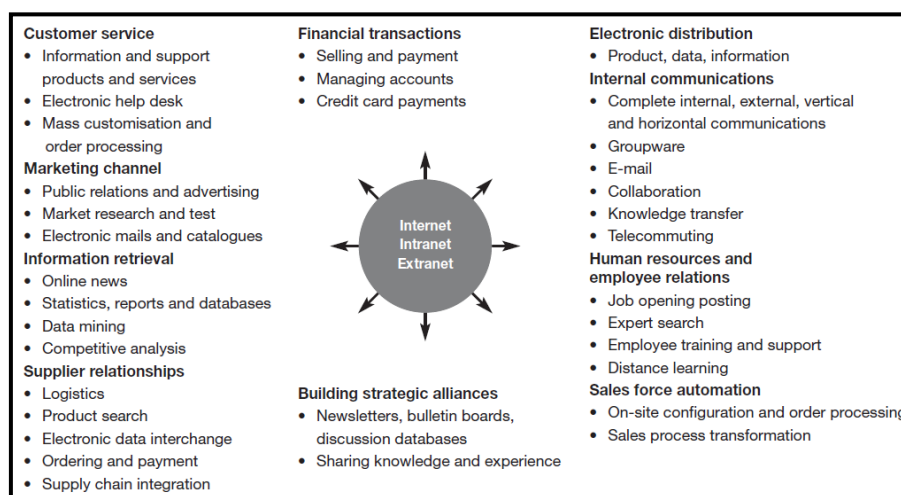 Customer service
• Information and support
products and services
• Electronic help desk
• Mass customisation and
order processing
Marketing channel
• Public relations and advertising
• Market research and test
• Electronic mails and catalogues
Information retrieval
• Online news
• Statistics, reports and databases
• Data mining
• Competitive analysis
Supplier relationships
• Logistics
• Product search
• Electronic data interchange
• Ordering and payment
• Supply chain integration
Financial transactions
• Selling and payment
• Managing accounts
• Credit card payments
Internet
Intranet
Extranet
Building strategic alliances
• Newsletters, bulletin boards,
discussion databases
• Sharing knowledge and experience
Electronic distribution
• Product, data, information
Internal communications
• Complete internal, external, vertical
and horizontal communications
• Groupware
• E-mail
• Collaboration
• Knowledge transfer
• Telecommuting
Human resources and
employee relations
• Job opening posting
• Expert search
• Employee training and support
• Distance learning
Sales force automation
• On-site configuration and order processing
• Sales process transformation